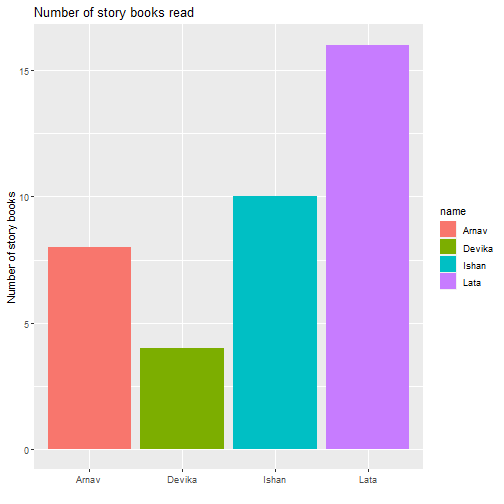 Number of story books read
Number of story books
15
10
5
0
Arnav
Devika
Ishan
Lata
name
Arnav
Devika
Ishan
Lata